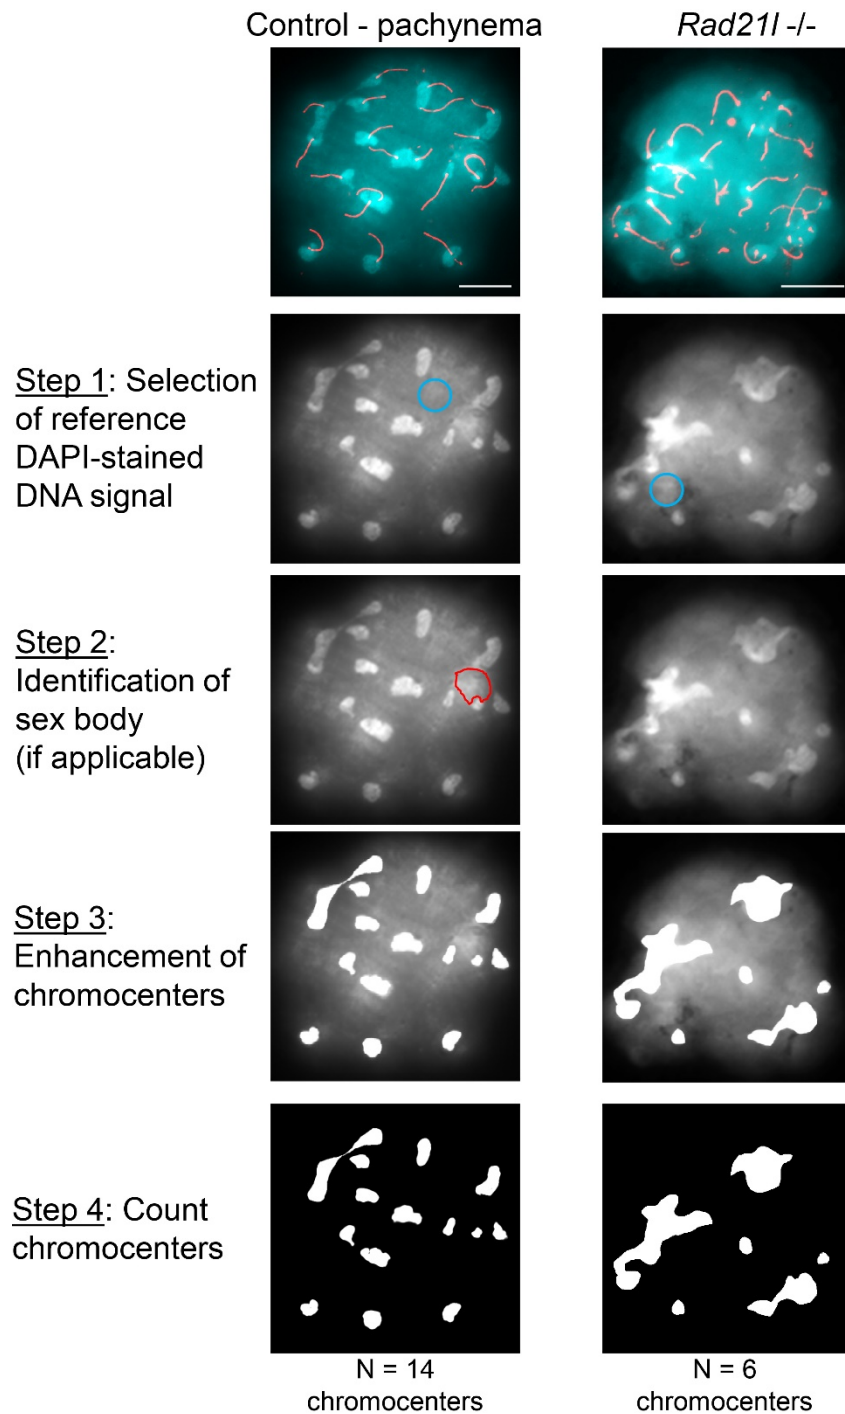 Control - pachynema
Rad21l -/-
Step 1: Selection
of reference
DAPI-stained
DNA signal
Step 2:
Identification of
sex body
(if applicable)
Step 3:
Enhancement of
chromocenters
Step 4: Count
chromocenters
N = 14
chromocenters
N = 6
chromocenters